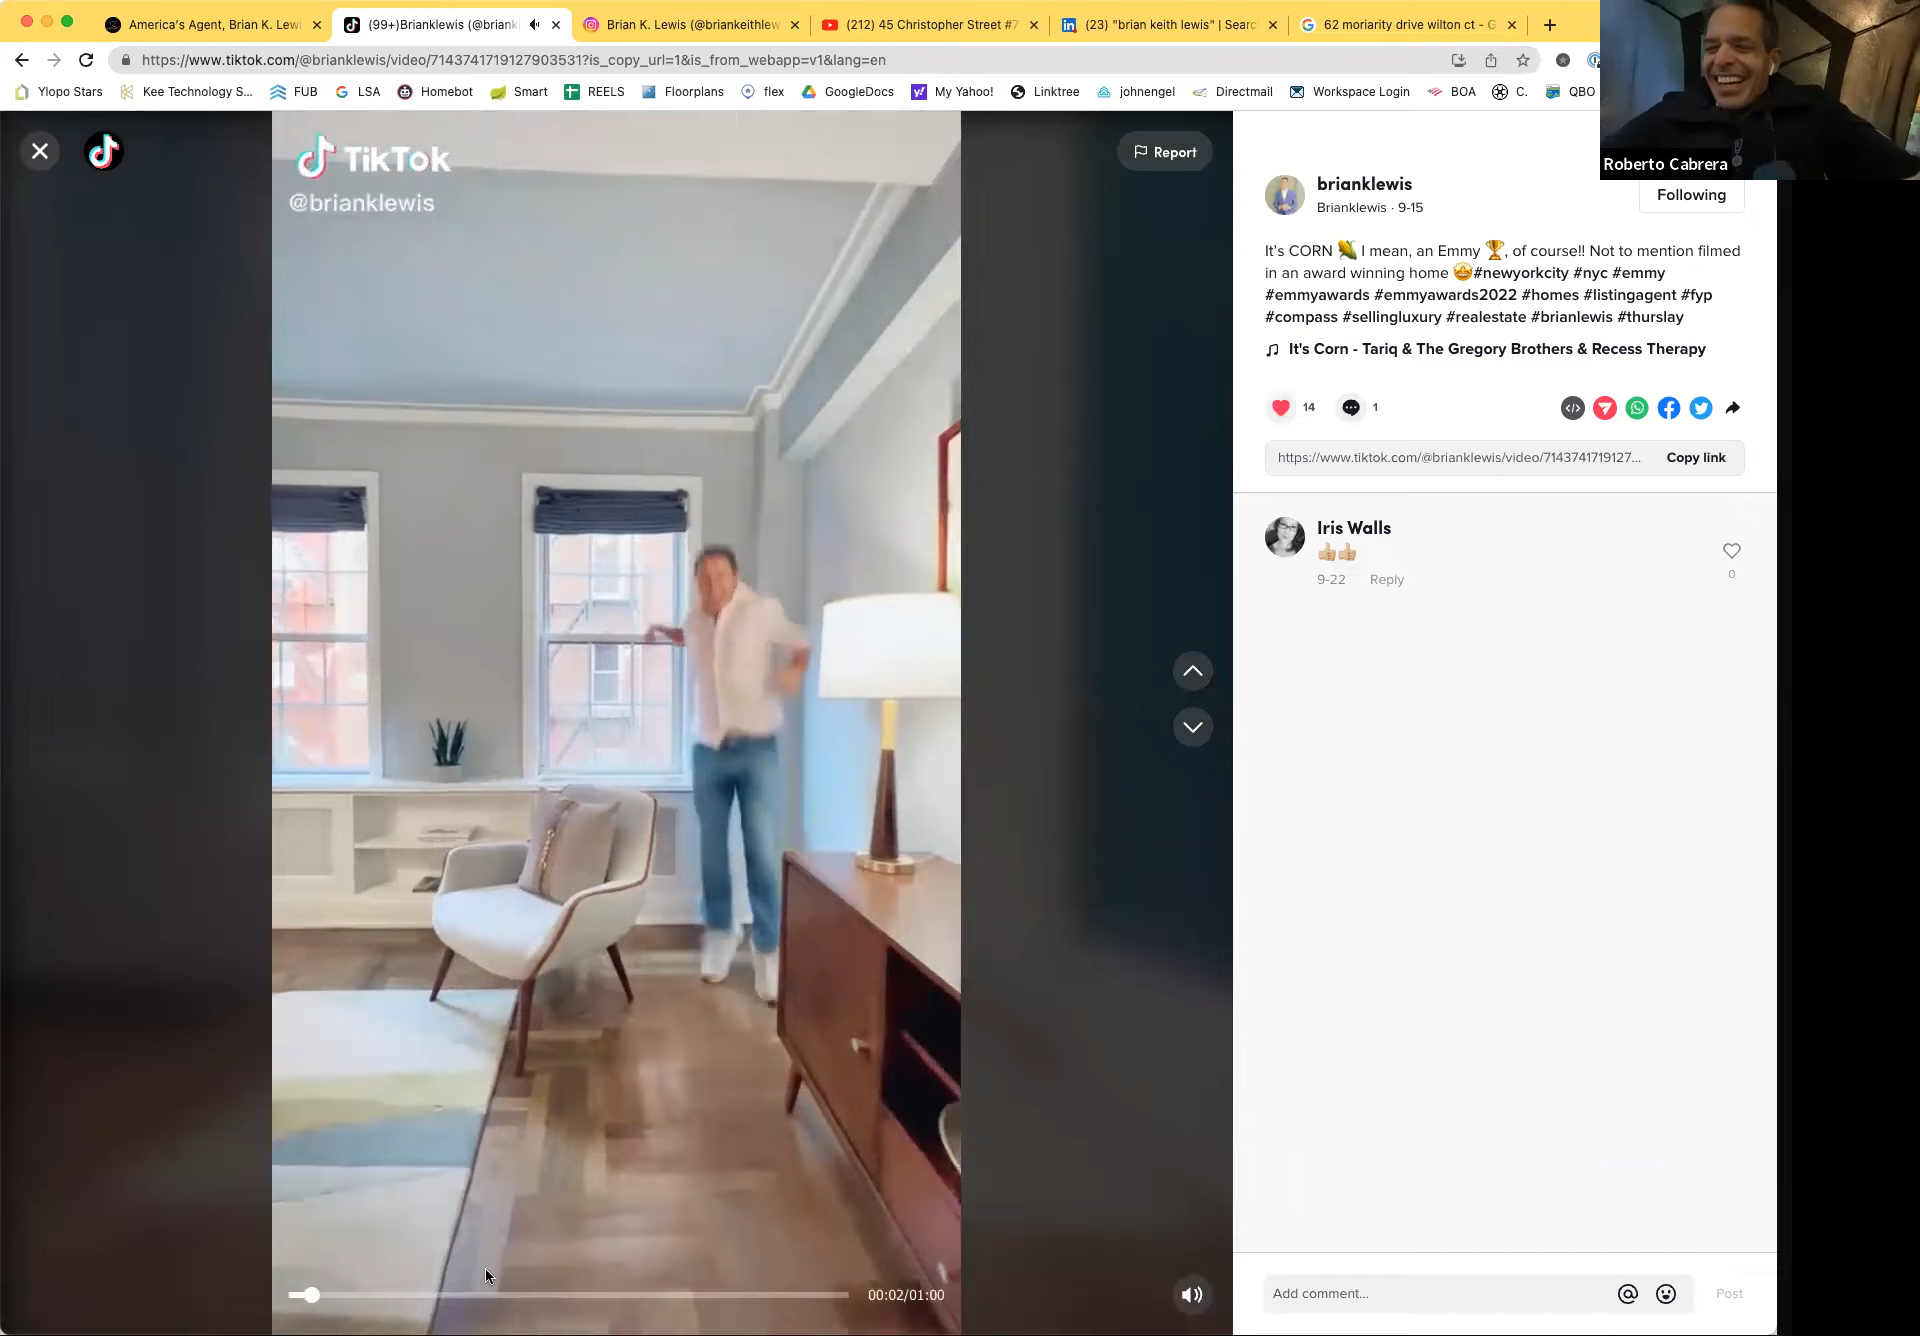 America's Agent, Brian K. Lewi
(99+)Brianklewis (@briankl
Brian K. Lewis (@briankeithlew
(212) 45 Christopher Street #7
(23) "brian keith lewis" | Searc
62 moriarity drive wilton ct - G
https://www.tiktok.com/@brianklewis/video/7143741719127903531?is_copy_url=1&is_from_webapp=v1&lang=en
Ylopo Stars
Kee Technology S...
FUB
LSA
Homebot
Smart
REELS
Floorplans
flex
GoogleDocs
My Yahoo!
Linktree
johnengel
Directmail
Workspace Login
BOA
C.
QBO
Roberto Cabrera
TikTok
@brianklewis
Report
brianklewis
Brianklewis · 9-15
Following
It's CORN 🌽 I mean, an Emmy 🏆, of course!! Not to mention filmed
in an award winning home 🤩#newyorkcity #nyc #emmy
#emmyawards #emmyawards2022 #homes #listingagent #fyp
#compass #sellingluxury #realestate #brianlewis #thurslay
It's Corn - Tariq & The Gregory Brothers & Recess Therapy
14
1
https://www.tiktok.com/@brianklewis/video/7143741719127...
Copy link
Iris Walls
👍🏼👍🏼
9-22 Reply
0
00:02/01:00
Add comment...
Post